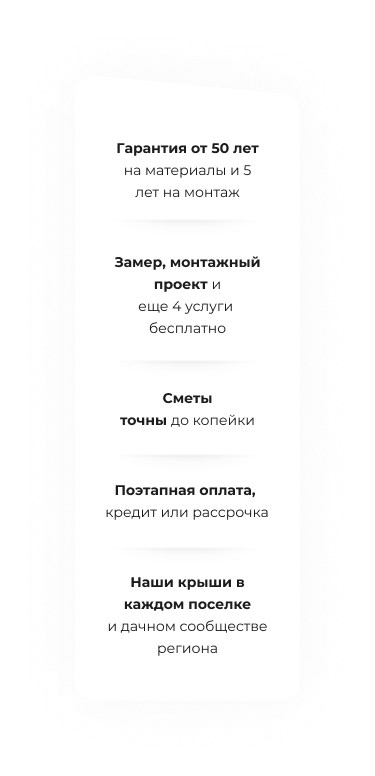 Гарантия от 50 лет
на материалы и 5
лет на монтаж
Замер, монтажный
проект и
еще 4 услуги
бесплатно
Сметы
точны до копейки
Поэтапная оплата,
кредит или рассрочка
Наши крыши в
каждом поселке
и дачном сообществе
региона